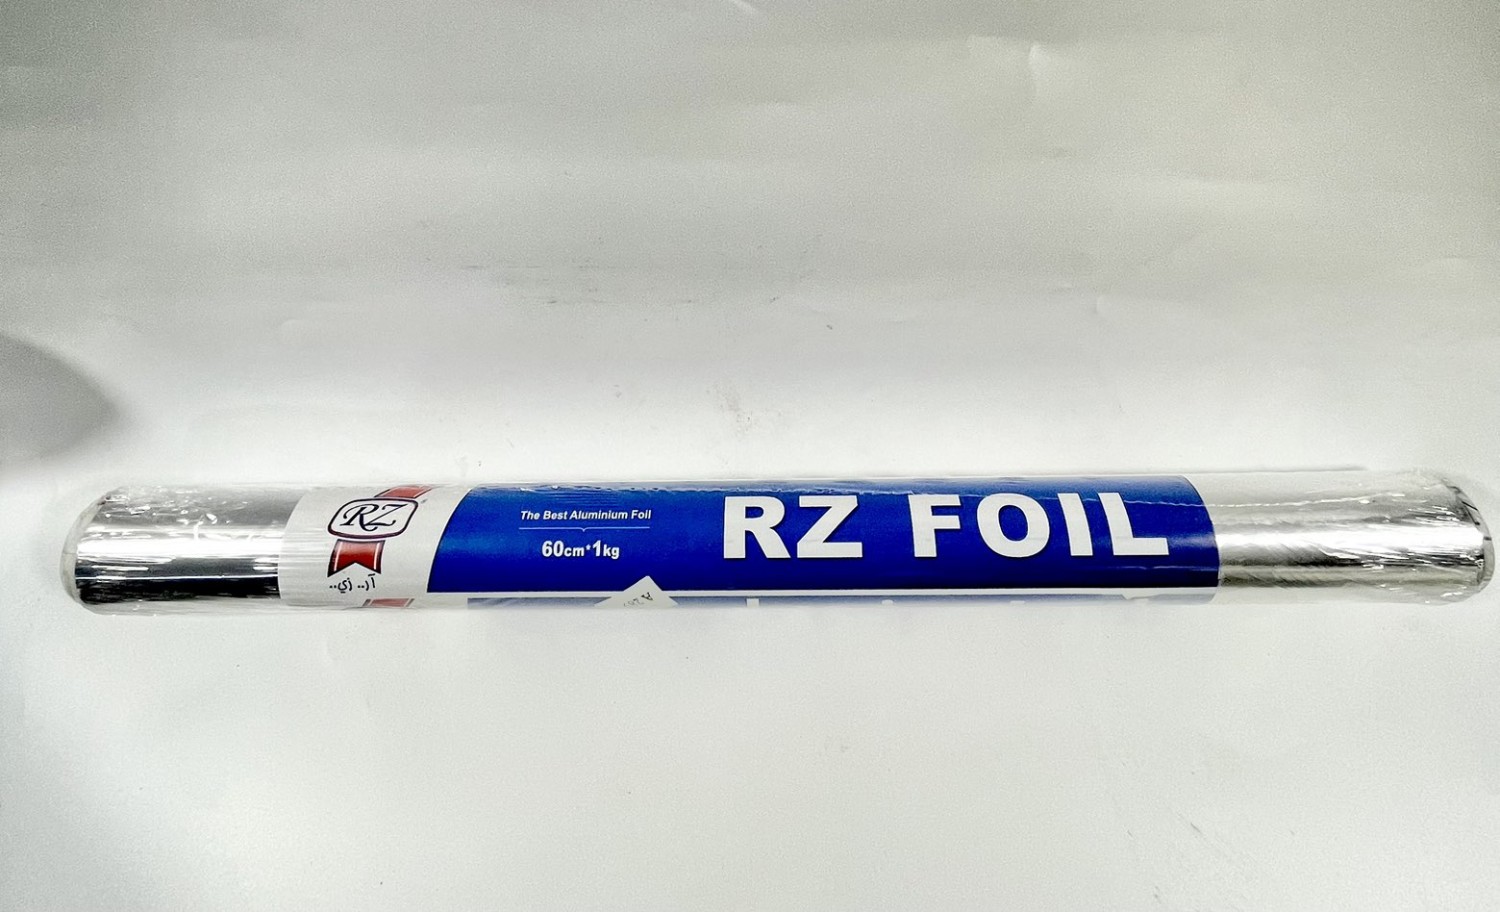 RZ
آر.. زي..
The Best Aluminium Foil
60cm*1kg
RZ FOIL